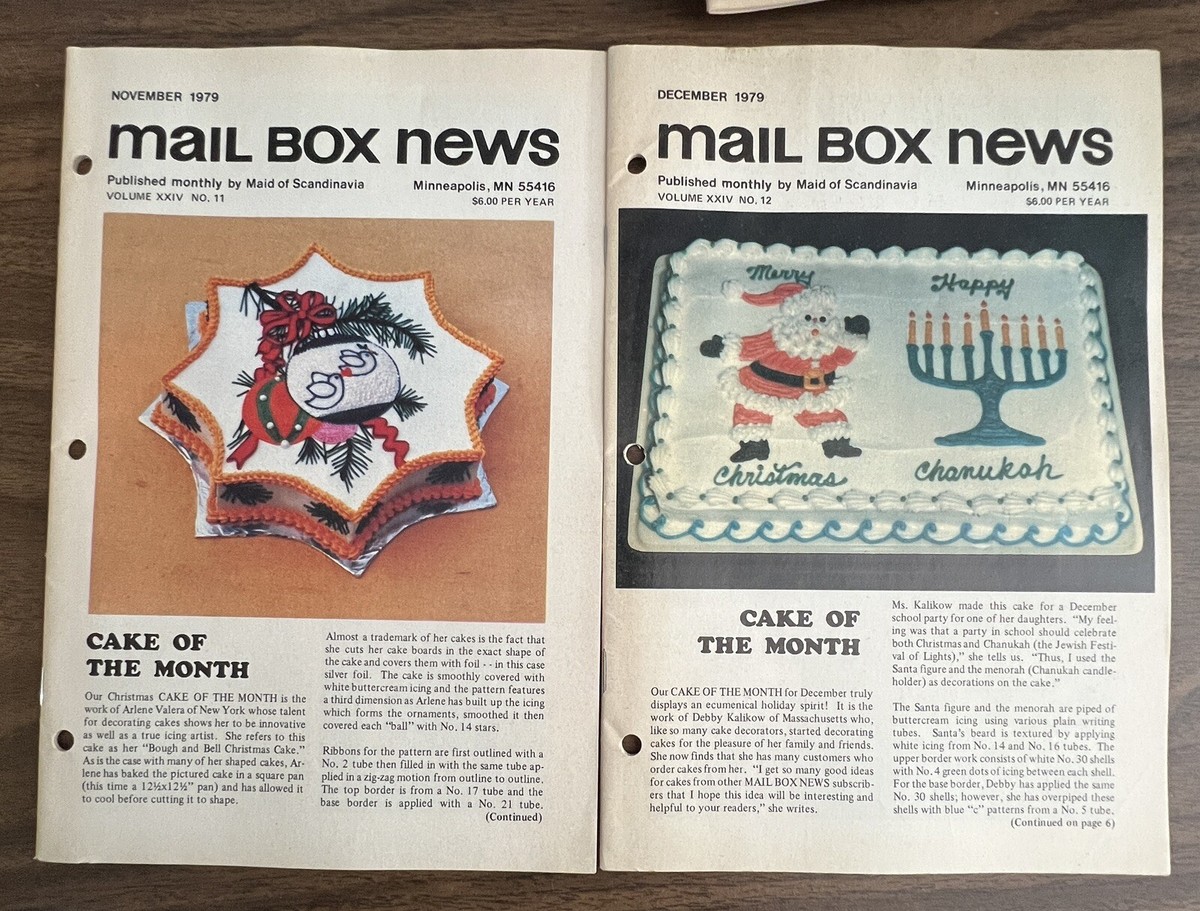 NOVEMBER 1979
maiL BOX news
Published monthly by Maid of Scandinavia Minneapolis, MN 55416
VOLUME XXIV NO. 11 $6.00 PER YEAR
CAKE OF
THE MONTH
Our Christmas CAKE OF THE MONTH is the
work of Arlene Valera of New York whose talent
for decorating cakes shows her to be innovative
as well as a true icing artist. She refers to this
cake as her "Bough and Bell Christmas Cake."
As is the case with many of her shaped cakes, Ar-
lene has baked the pictured cake in a square pan
(this time a 12½x12½" pan) and has allowed it
to cool before cutting it to shape.
Almost a trademark of her cakes is the fact that
she cuts her cake boards in the exact shape of
the cake and covers them with foil - - in this case
silver foil. The cake is smoothly covered with
white buttercream icing and the pattern features
a third dimension as Arlene has built up the icing
which forms the ornaments, smoothed it then
covered each "ball" with No. 14 stars.
Ribbons for the pattern are first outlined with a
No. 2 tube then filled in with the same tube ap-
plied in a zig-zag motion from outline to outline.
The top border is from a No. 17 tube and the
base border is applied with a No. 21 tube.
(Continued)
DECEMBER 1979
maiL BOX news
Published monthly by Maid of Scandinavia Minneapolis, MN 55416
VOLUME XXIV NO. 12 $6.00 PER YEAR
Merry Happy
Christmas Chanukah
CAKE OF
THE MONTH
Our CAKE OF THE MONTH for December truly
displays an ecumenical holiday spirit! It is the
work of Debby Kalikow of Massachusetts who,
like so many cake decorators, started decorating
cakes for the pleasure of her family and friends.
She now finds that she has many customers who
order cakes from her. "I get so many good ideas
for cakes from other MAIL BOX NEWS subscrib-
ers that I hope this idea will be interesting and
helpful to your readers," she writes.
Ms. Kalikow made this cake for a December
school party for one of her daughters. "My feel-
ing was that a party in school should celebrate
both Christmas and Chanukah (the Jewish Festi-
val of Lights)," she tells us. "Thus, I used the
Santa figure and the menorah (Chanukah candle-
holder) as decorations on the cake."
The Santa figure and the menorah are piped of
buttercream icing using various plain writing
tubes. Santa's beard is textured by applying
white icing from No. 14 and No. 16 tubes. The
upper border work consists of white No. 30 shells
with No. 4 green dots of icing between each shell.
For the base border, Debby has applied the same
No. 30 shells; however, she has overpiped these
shells with blue "c" patterns from a No. 5 tube.
(Continued on page 6)